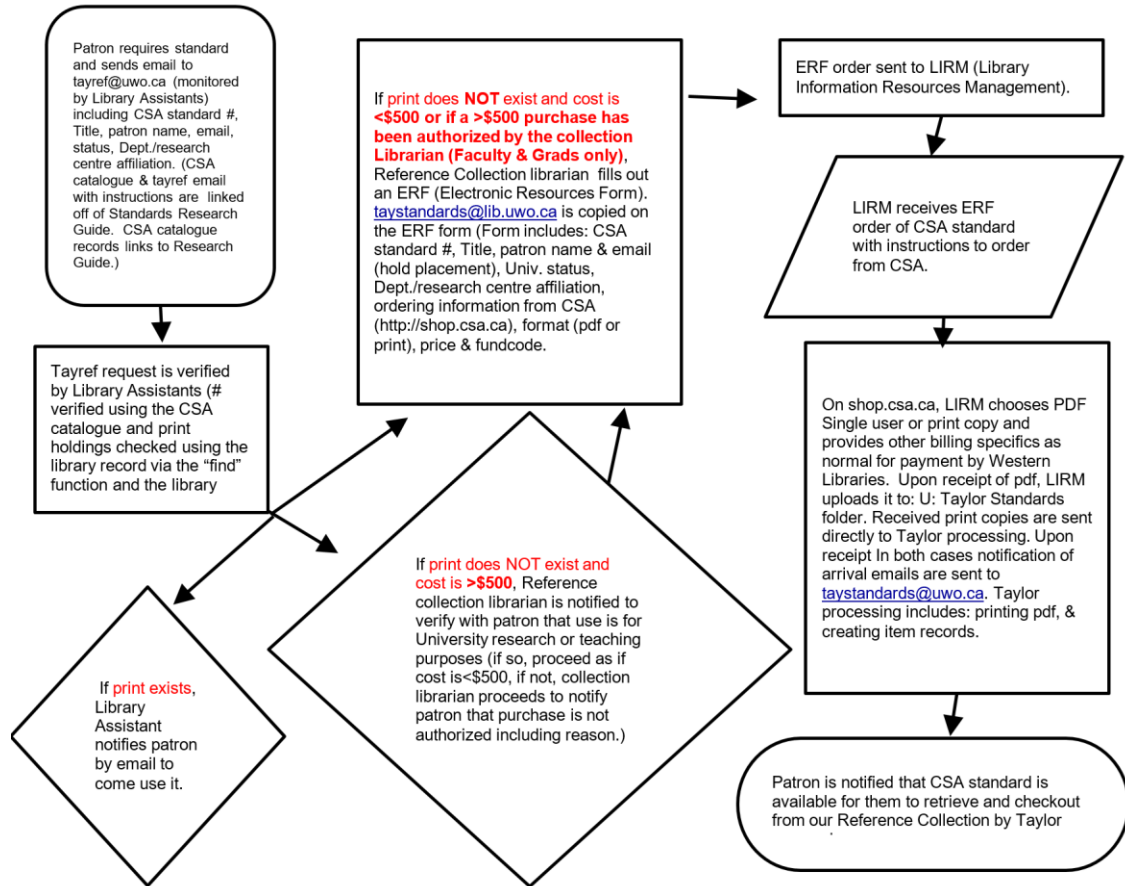 Patron requires standard
and sends email to
tayref@uwo.ca (monitored
by Library Assistants)
including CSA standard #,
Title, patron name, email,
status, Dept./research
centre affiliation. (CSA
catalogue & tayref email
with instructions are linked
off of Standards Research
Guide.  CSA catalogue
records links to Research
Guide.)
Tayref request is verified
by Library Assistants (#
verified using the CSA
catalogue and print
holdings checked using the
library record via the “find”
function and the library
If print exists,
Library
Assistant
notifies patron
by email to
come use it.
If print does NOT exist and
cost is >$500, Reference
collection librarian is notified to
verify with patron that use is for
University research or teaching
purposes (if so, proceed as if
cost is<$500, if not, collection
librarian proceeds to notify
patron that purchase is not
authorized including reason.)
If print does NOT exist and cost is
<$500 or if a >$500 purchase has
been authorized by the collection
Librarian (Faculty & Grads only),
Reference Collection librarian  fills out
an ERF (Electronic Resources Form).
taystandards@lib.uwo.ca is copied on
the ERF form (Form includes: CSA
standard #, Title, patron name & email
(hold placement), Univ. status,
Dept./research centre affiliation,
ordering information from CSA
(http://shop.csa.ca), format (pdf or
print), price & fundcode.
ERF order sent to LIRM (Library
Information Resources Management).
LIRM receives ERF
order of CSA standard
with instructions to order
from CSA.
On shop.csa.ca, LIRM chooses PDF
Single user or print copy and
provides other billing specifics as
normal for payment by Western
Libraries.  Upon receipt of pdf, LIRM
uploads it to: U: Taylor Standards
folder. Received print copies are sent
directly to Taylor processing. Upon
receipt In both cases notification of
arrival emails are sent to
taystandards@uwo.ca. Taylor
processing includes: printing pdf, &
creating item records.
Patron is notified that CSA standard is
available for them to retrieve and checkout
from our Reference Collection by Taylor